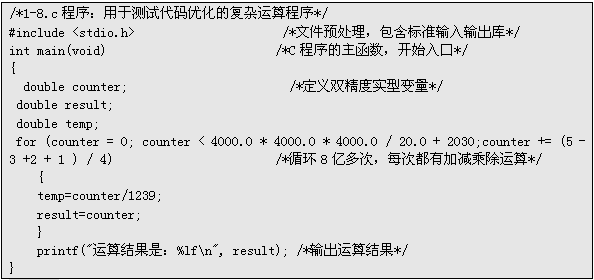 /*1-8.c 程序：用于测试代码优化的复杂运算程序*/
#include <stdio.h> /*文件预处理，包含标准输入输出库*/
int main(void) /*C 程序的主函数，开始入口*/
{
double counter; /*定义双精度实型变量*/
double result;
double temp;
for (counter = 0; counter < 4000.0 * 4000.0 * 4000.0 / 20.0 + 2030;counter += (5 -
3 +2 + 1 ) / 4) /*循环 8 亿多次，每次都有加减乘除运算*/
{
temp=counter/1239;
result=counter;
}
printf("运算结果是：%lf\n", result); /*输出运算结果*/
}